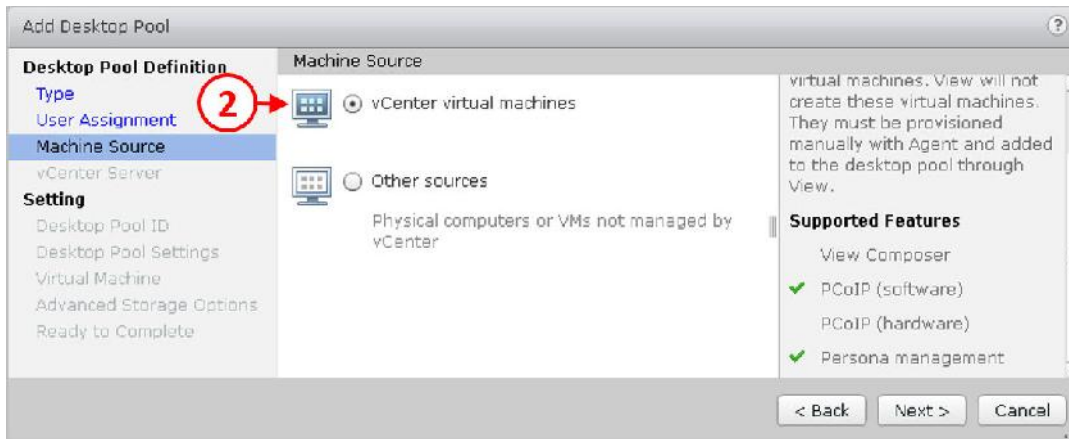 Add Desktop Pool
?
Desktop Pool Definition
Type
User Assignment
Machine Source
vCenter Server
Setting
Desktop Pool ID
Desktop Pool Settings
Virtual Machine
Advanced Storage Options
Ready to Complete
Machine Source
2
vCenter virtual machines
Other sources
Physical computers or VMs not managed by
vCenter
virtual machines. View will not
create these virtual machines.
They must be provisioned
manually with Agent and added
to the desktop pool through
View.
Supported Features
View Composer
PCoIP (software)
PCoIP (hardware)
Persona management
< Back
Next >
Cancel